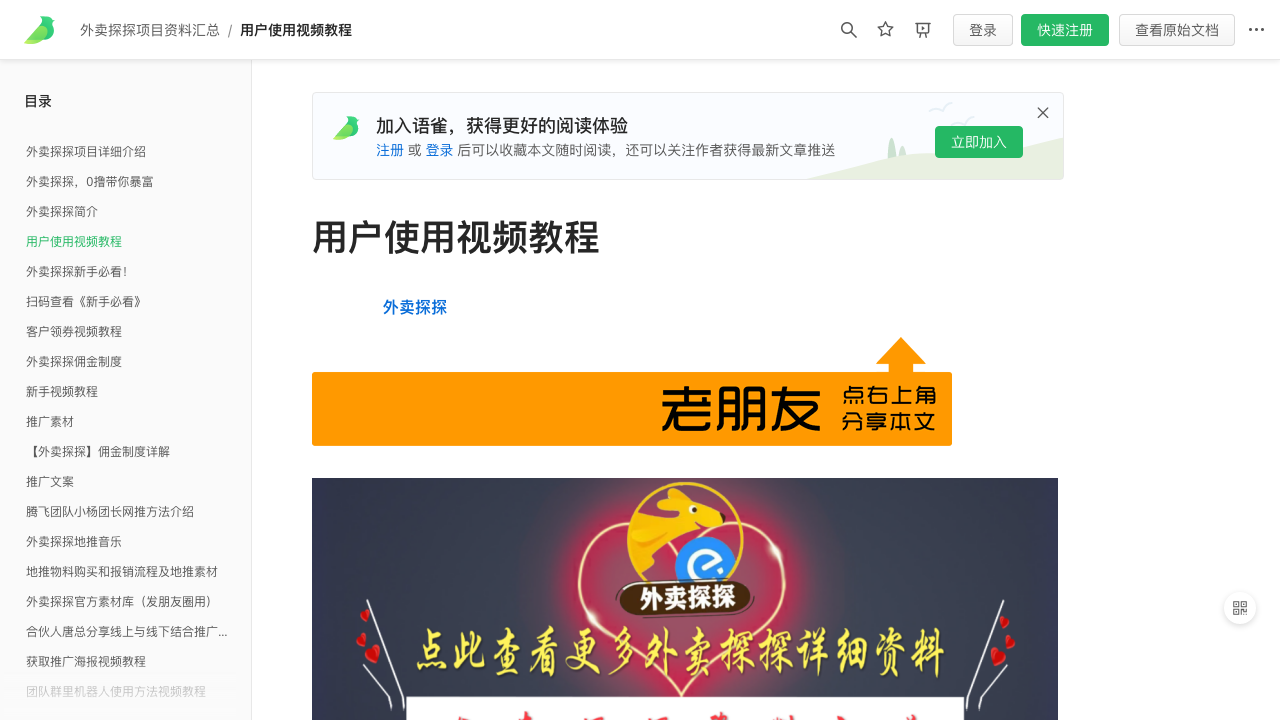 外卖探探项目资料汇总 / 用户使用视频教程
登录
快速注册
查看原始文档
目录
外卖探探项目详细介绍
外卖探探，0撸带你暴富
外卖探探简介
用户使用视频教程
外卖探探新手必看！
扫码查看《新手必看》
客户领券视频教程
外卖探探佣金制度
新手视频教程
推广素材
【外卖探探】佣金制度详解
推广文案
腾飞团队小杨团长网推方法介绍
外卖探探地推音乐
地推物料购买和报销流程及地推素材
外卖探探官方素材库（发朋友圈用）
合伙人唐总分享线上与线下结合推广...
获取推广海报视频教程
团队群里机器人使用方法视频教程
加入语雀，获得更好的阅读体验
注册 或 登录 后可以收藏本文随时阅读，还可以关注作者获得最新文章推送
立即加入
用户使用视频教程
外卖探探
老朋友
点右上角
分享本文
外卖探探
点此查看更多外卖探探详细资料